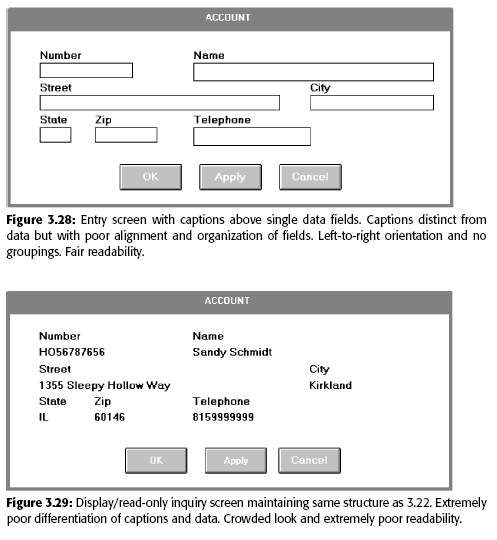 ACCOUNT
Number Name
Street City
State Zip Telephone
OK Apply Cancel
Figure 3.28: Entry screen with captions above single data fields. Captions distinct from
data but with poor alignment and organization of fields. Left-to-right orientation and no
groupings. Fair readability.
ACCOUNT
Number Name
HO56787656 Sandy Schmidt
Street City
1355 Sleepy Hollow Way Kirkland
State Zip Telephone
IL 60146 8159999999
OK Apply Cancel
Figure 3.29: Display/read-only inquiry screen maintaining same structure as 3.22. Extremely
poor differentiation of captions and data. Crowded look and extremely poor readability.